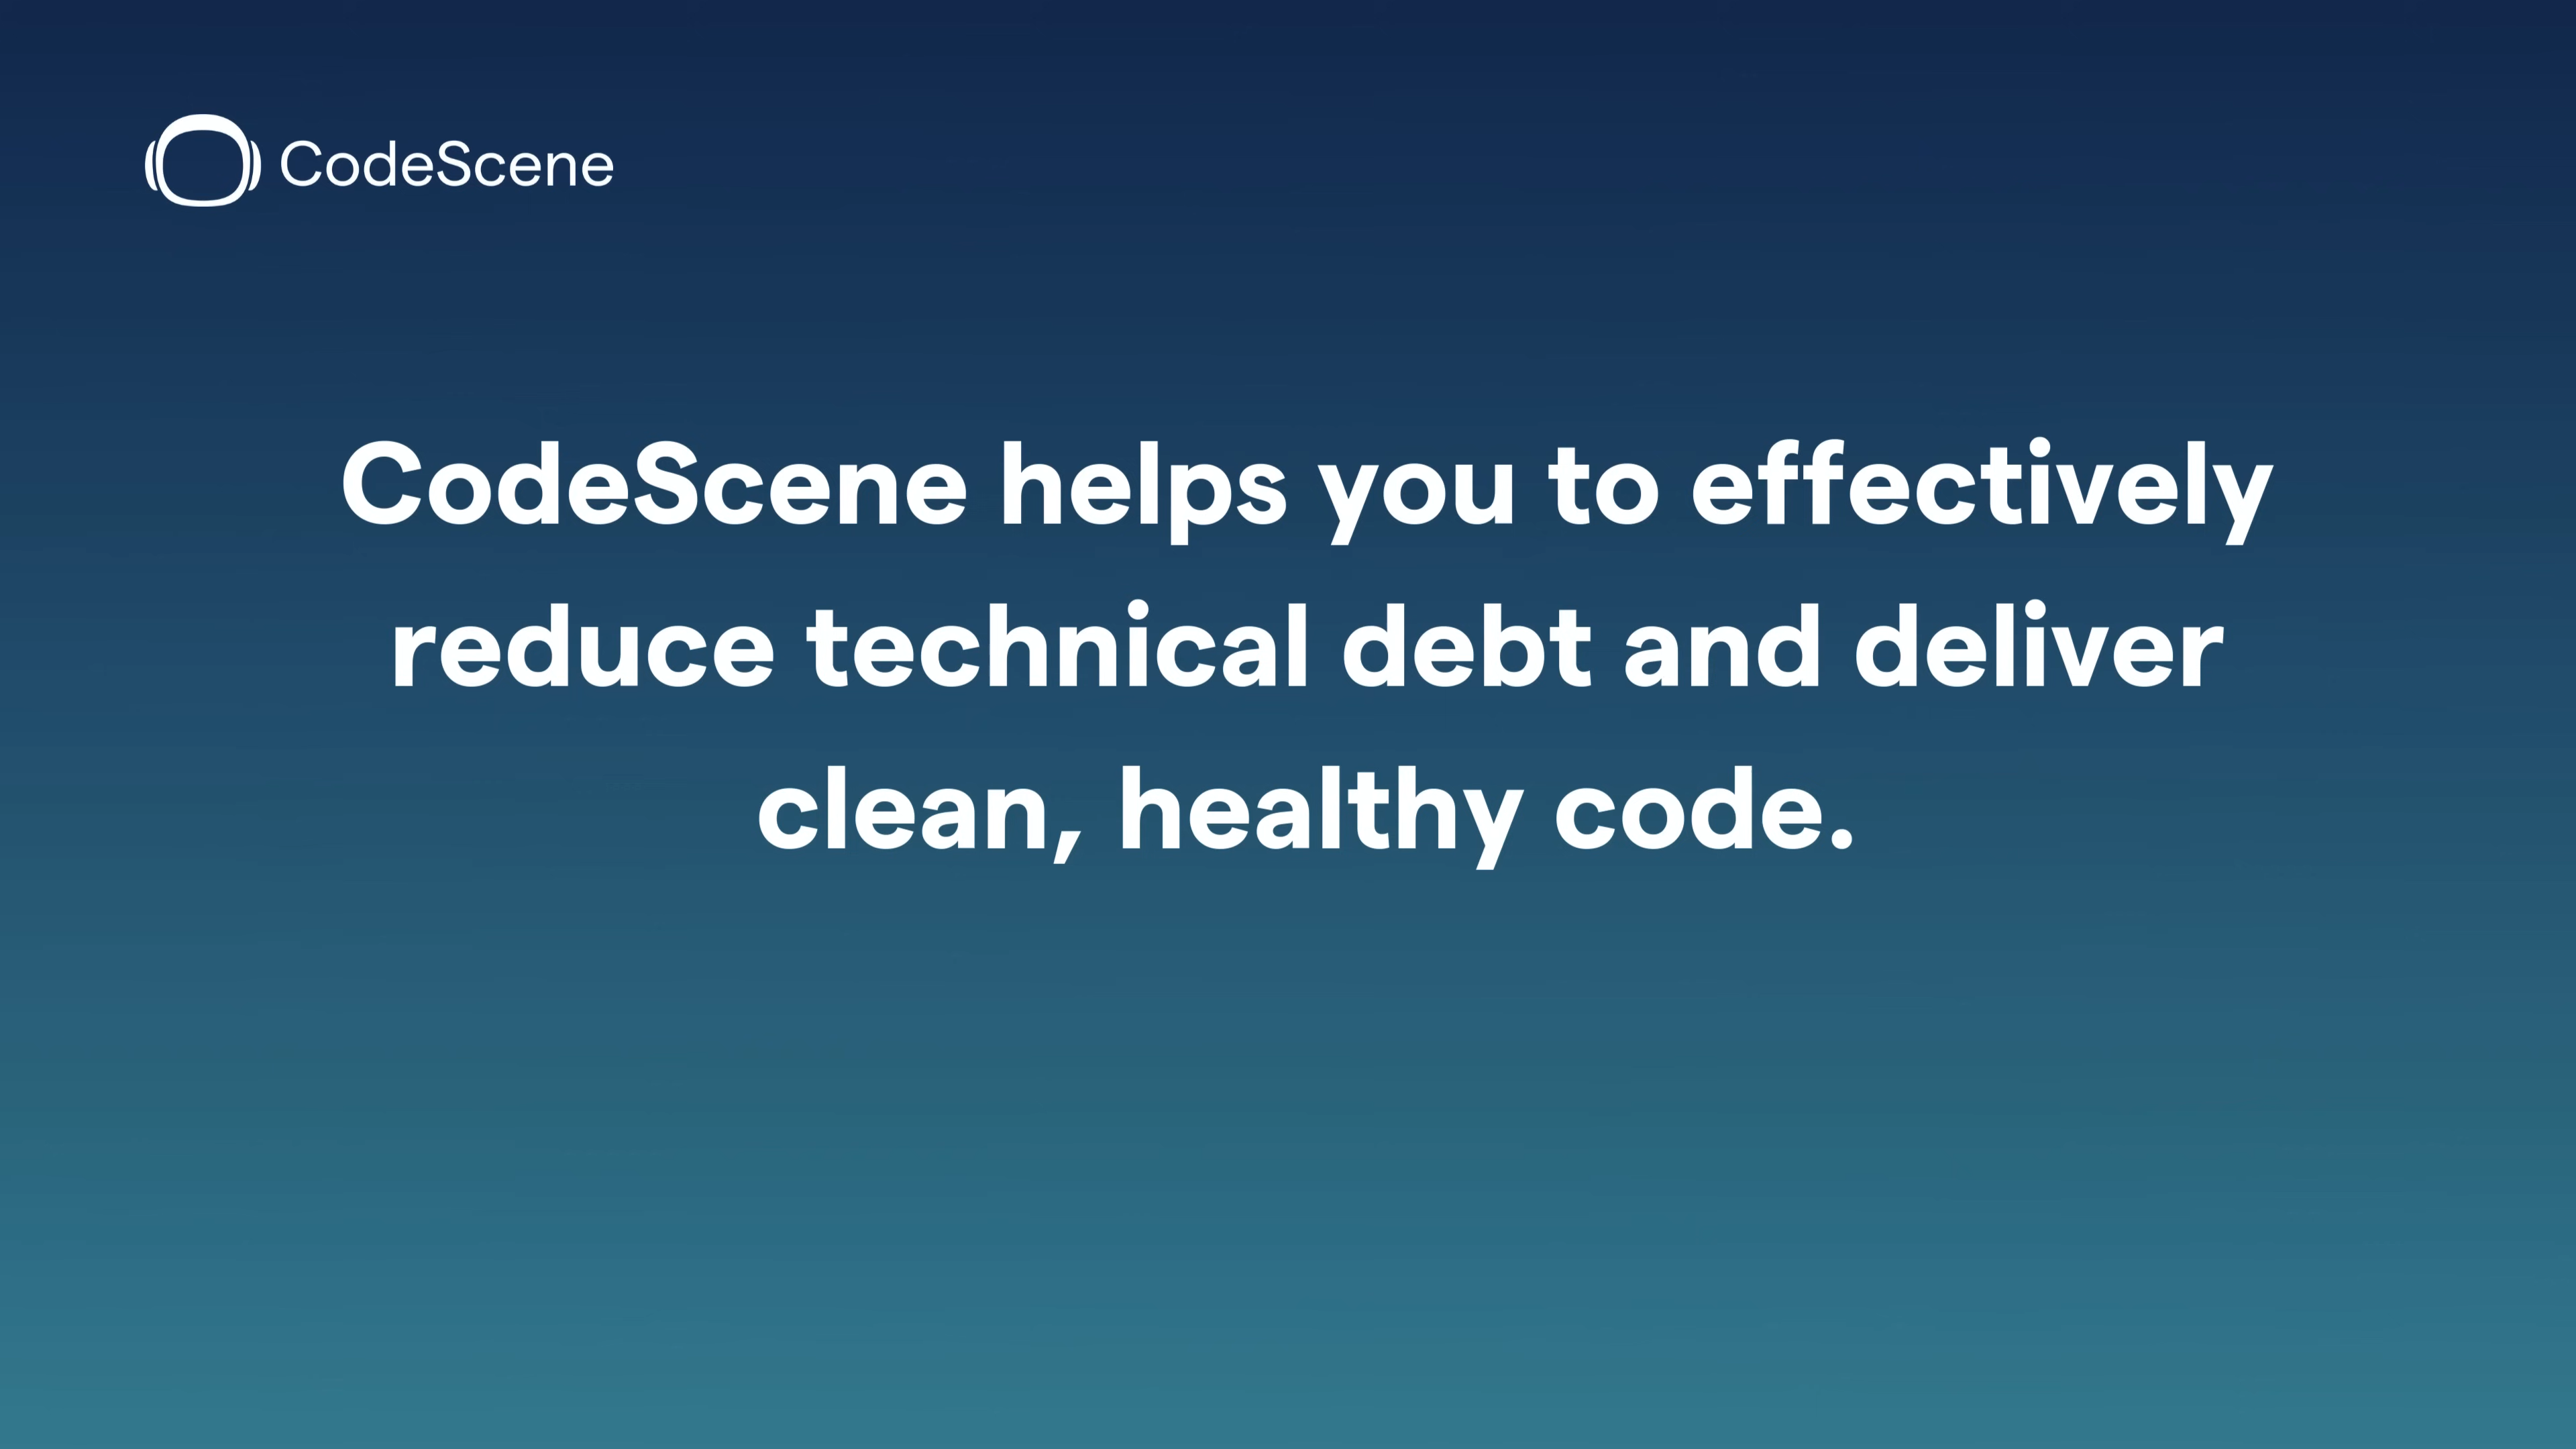 CodeScene
CodeScene helps you to effectively
reduce technical debt and deliver
clean, healthy code.